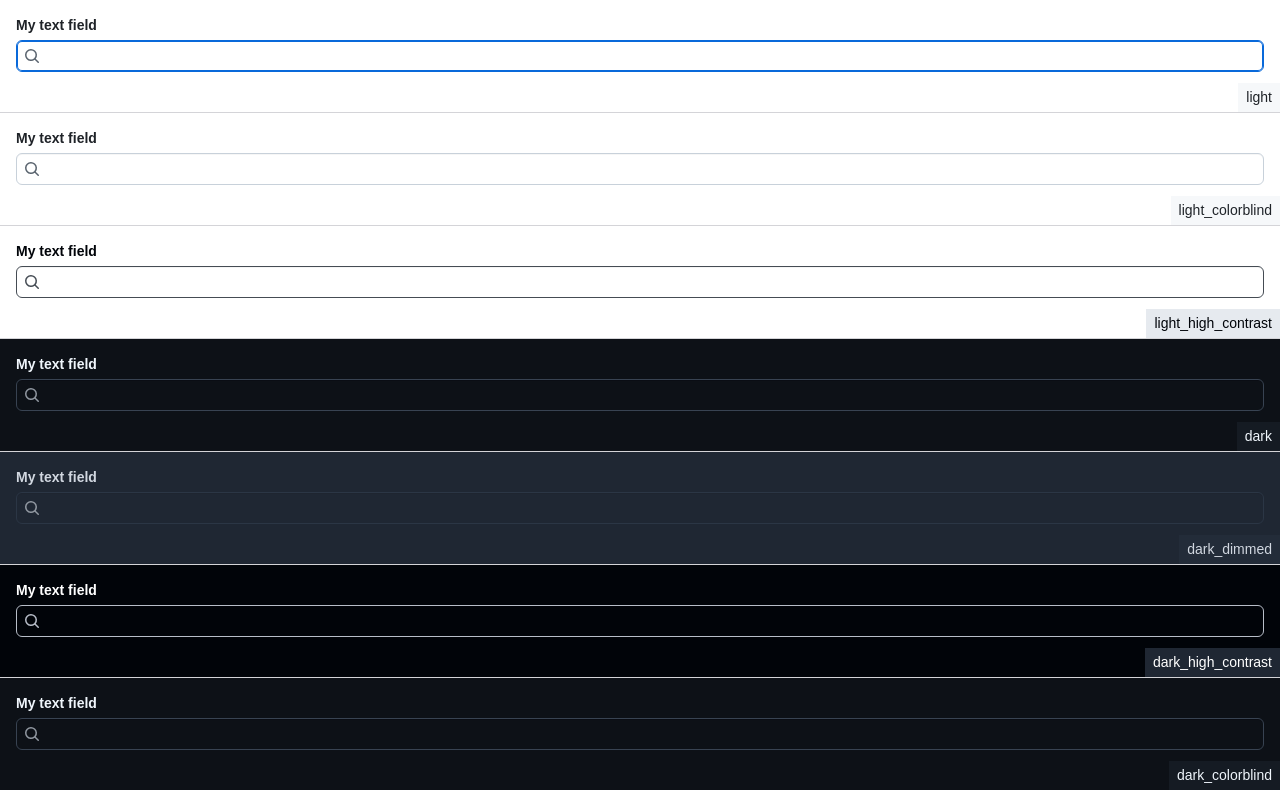 My text field
light
My text field
light_colorblind
My text field
light_high_contrast
My text field
dark
My text field
dark_dimmed
My text field
dark_high_contrast
My text field
dark_colorblind